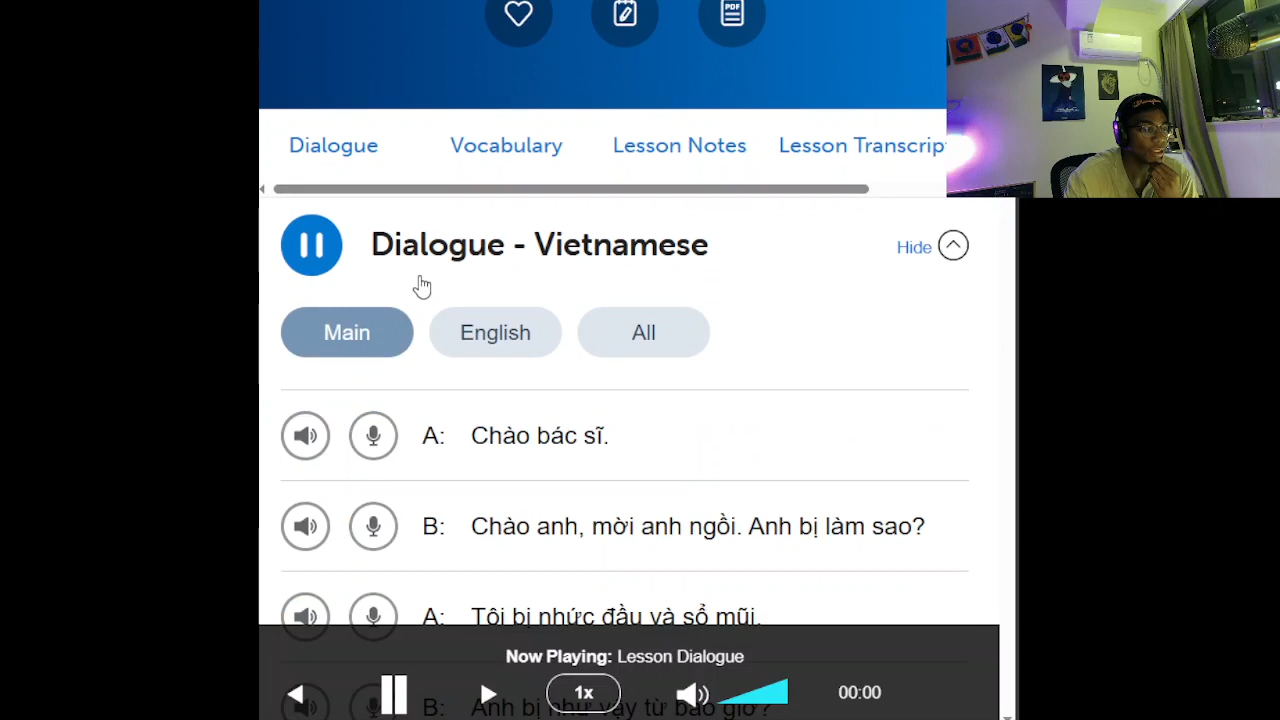 PDF
Dialogue Vocabulary Lesson Notes Lesson Transcrip
Dialogue - Vietnamese
Hide
Main English All
A: Chào bác sĩ.
B: Chào anh, mời anh ngồi. Anh bị làm sao?
A: Tôi bị nhức đầu và sổ mũi.
Now Playing: Lesson Dialogue
1x 00:00
B: Anh bị như vậy từ bao giờ?